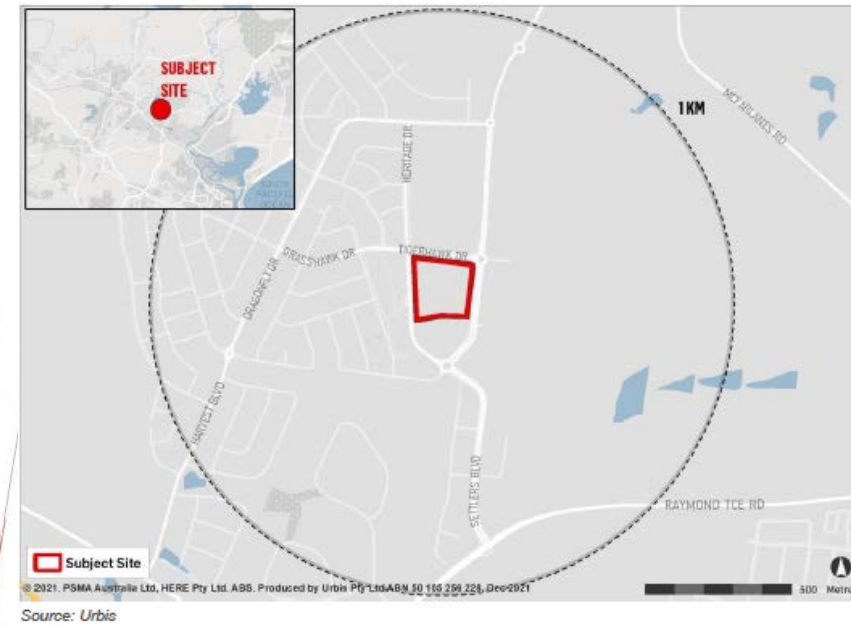 SUBJECT
SITE
1KM
MCFARLANES RD
HERITAGE DR
TIGERHAWK DR
GRASSHAWK DR
DRAGONFLY DR
HARVEST BLVD
SETTLERS BLVD
RAYMOND TCE RD
Subject Site
© 2021. PSMA Australia Ltd, HERE Pty Ltd. ABS. Produced by Urbis Pty Ltd ABN 50 105 256 228, Dec 2021
500 Metre
Source: Urbis